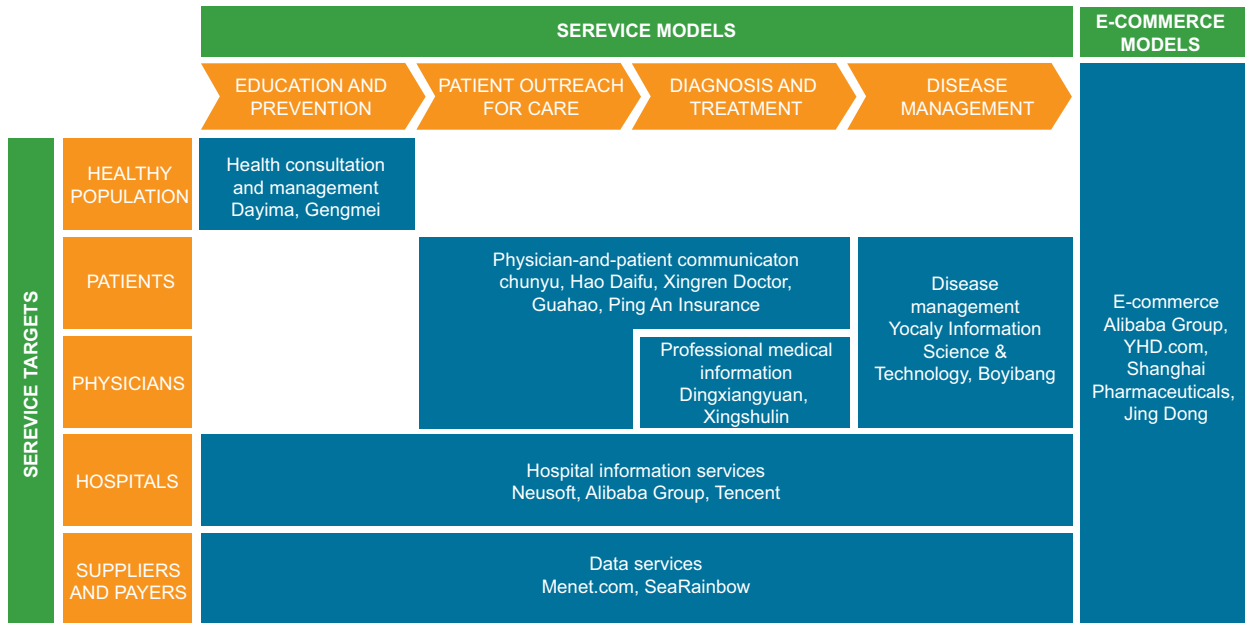 SEREVICE MODELS
E-COMMERCE
MODELS
EDUCATION AND
PREVENTION
PATIENT OUTREACH
FOR CARE
DIAGNOSIS AND
TREATMENT
DISEASE
MANAGEMENT
SEREVICE TARGETS
HEALTHY
POPULATION
Health consultation
and management
Dayima, Gengmei
PATIENTS
Physician-and-patient communicaton
chunyu, Hao Daifu, Xingren Doctor,
Guahao, Ping An Insurance
Disease
management
Yocaly Information
Science &
Technology, Boyibang
E-commerce
Alibaba Group,
YHD.com,
Shanghai
Pharmaceuticals,
Jing Dong
PHYSICIANS
Professional medical
information
Dingxiangyuan,
Xingshulin
HOSPITALS
Hospital information services
Neusoft, Alibaba Group, Tencent
SUPPLIERS
AND PAYERS
Data services
Menet.com, SeaRainbow